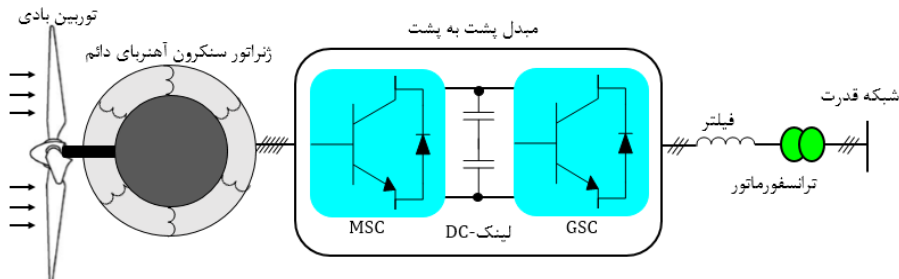 توربین بادی
ژنراتور سنکرون آهنربای دائم
مبدل پشت به پشت
MSC
لینک-DC
GSC
فیلتر
ترانسفورماتور
شبکه قدرت